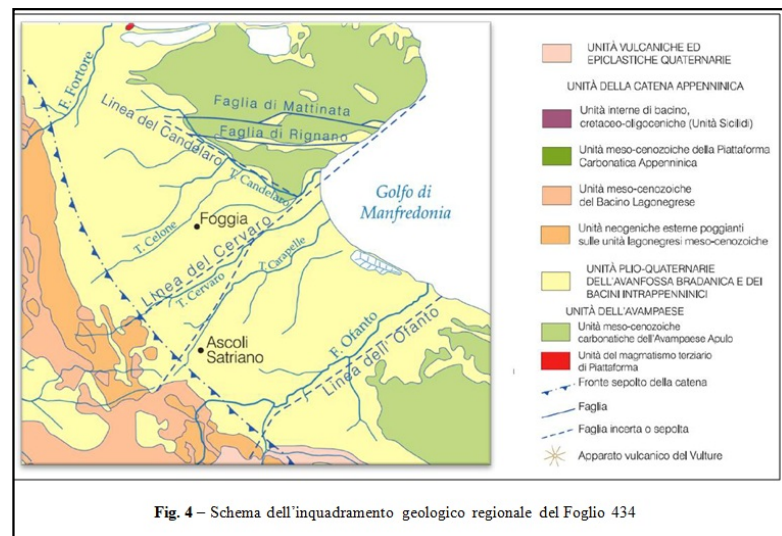 F. Fortore
Linea del Candelaro
Faglia di Mattinata
Faglia di Rignano
T. Candelaro
Golfo di
Manfredonia
Foggia
T. Celone
Linea del Cervaro
T. Cervaro
T. Carapelle
F. Ofanto
Linea dell'Ofanto
Ascoli
Satriano
UNITÀ VULCANICHE ED
EPICLASTICHE QUATERNARIE
UNITÀ DELLA CATENA APPENNINICA
Unità interne di bacino,
cretaceo-oligoceniche (Unità Sicilidi)
Unità meso-cenozoiche della Piattaforma
Carbonatica Appenninica
Unità meso-cenozoiche
del Bacino Lagonegrese
Unità neogeniche esterne poggianti
sulle unità lagonegresi meso-cenozoiche
UNITÀ PLIO-QUATERNARIE
DELL'AVANFOSSA BRADANICA E DEI
BACINI INTRAPPENNINICI
UNITÀ DELL'AVAMPAESE
Unità meso-cenozoiche
carbonatiche dell'Avampaese Apulo
Unità del magmatismo terziario
di Piattaforma
Fronte sepolto della catena
Faglia
Faglia incerta o sepolta
Apparato vulcanico del Vulture
Fig. 4 – Schema dell'inquadramento geologico regionale del Foglio 434